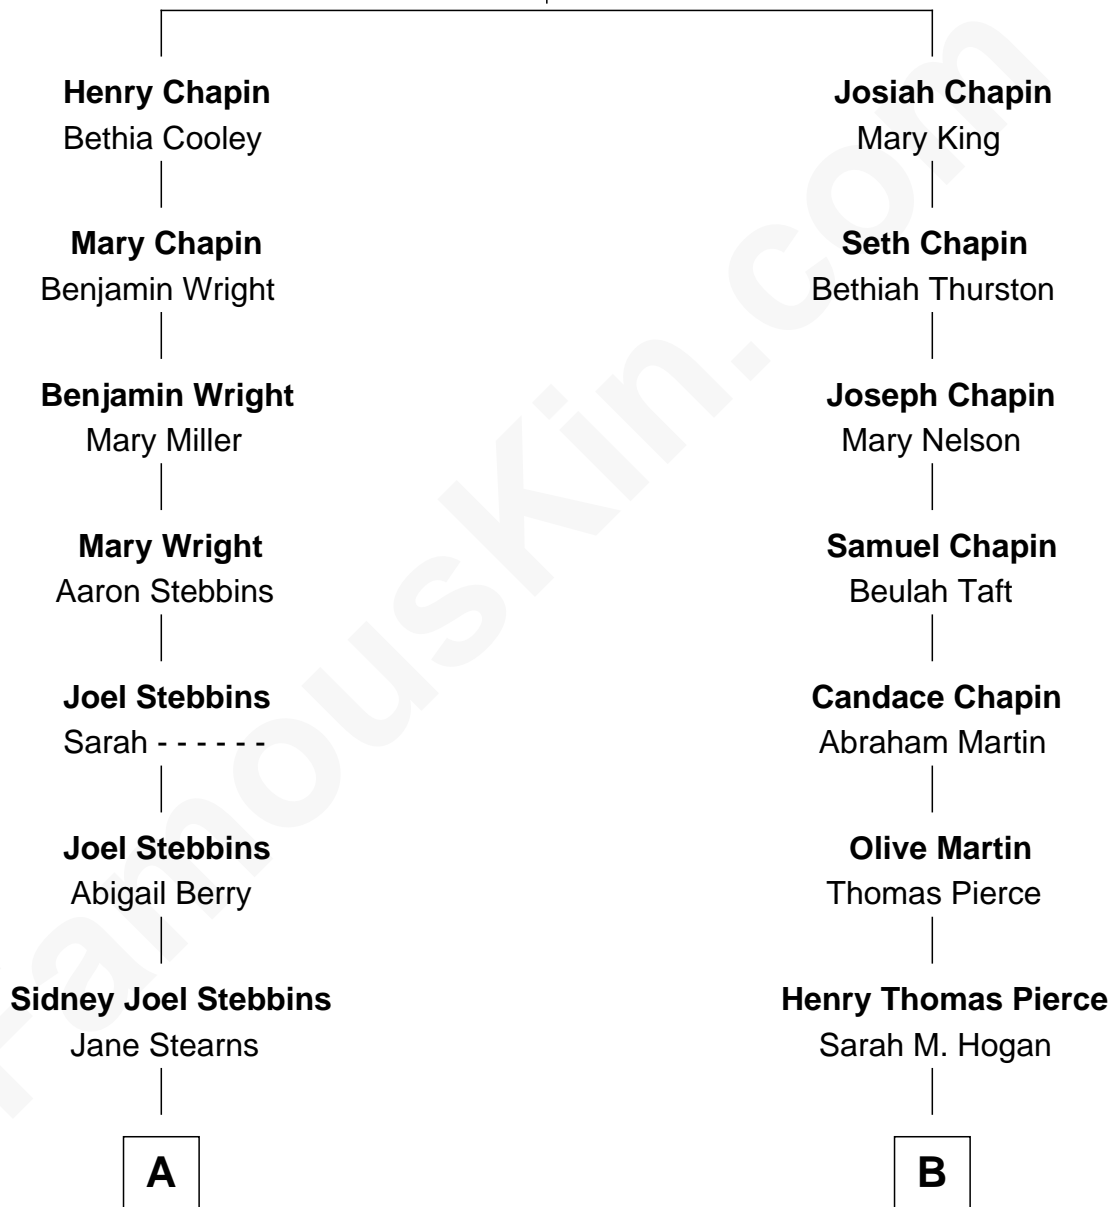 Henry Chapin
Bethia Cooley
Mary Chapin
Benjamin Wright
Benjamin Wright
Mary Miller
Mary Wright
Aaron Stebbins
Joel Stebbins
Sarah - - - - - -
Joel Stebbins
Abigail Berry
Sidney Joel Stebbins
Jane Stearns
A
Josiah Chapin
Mary King
Seth Chapin
Bethiah Thurston
Joseph Chapin
Mary Nelson
Samuel Chapin
Beulah Taft
Candace Chapin
Abraham Martin
Olive Martin
Thomas Pierce
Henry Thomas Pierce
Sarah M. Hogan
B
FamousKin.com